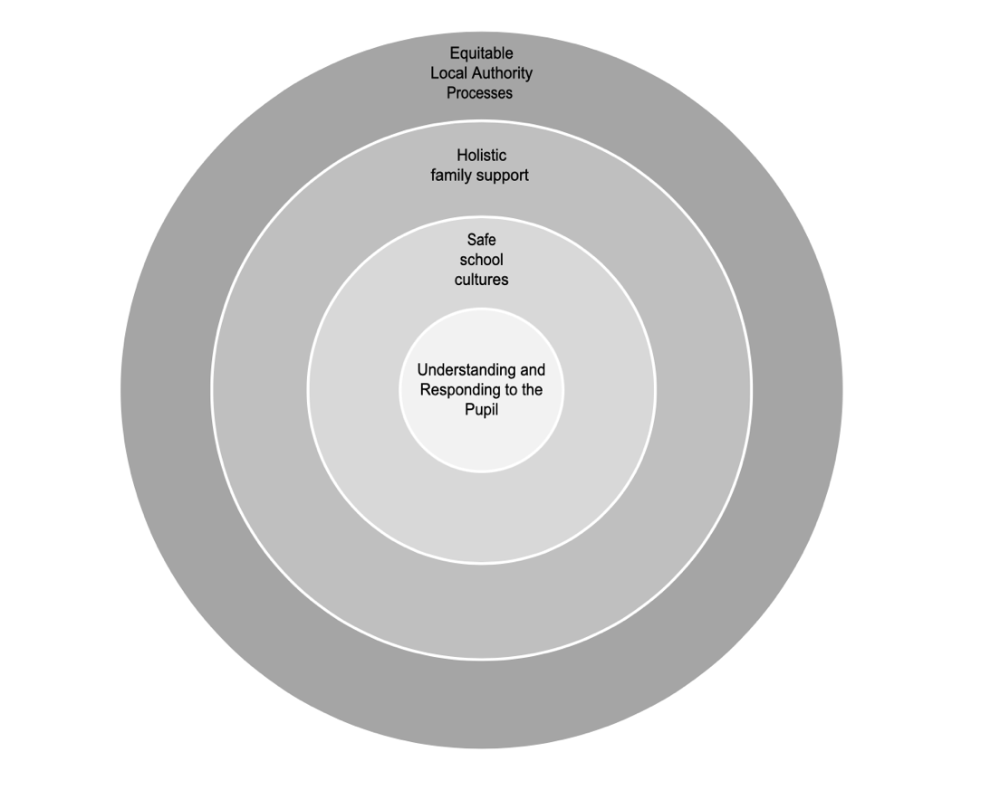 Equitable
Local Authority
Processes
Holistic
family support
Safe
school
cultures
Understanding and
Responding to the
Pupil